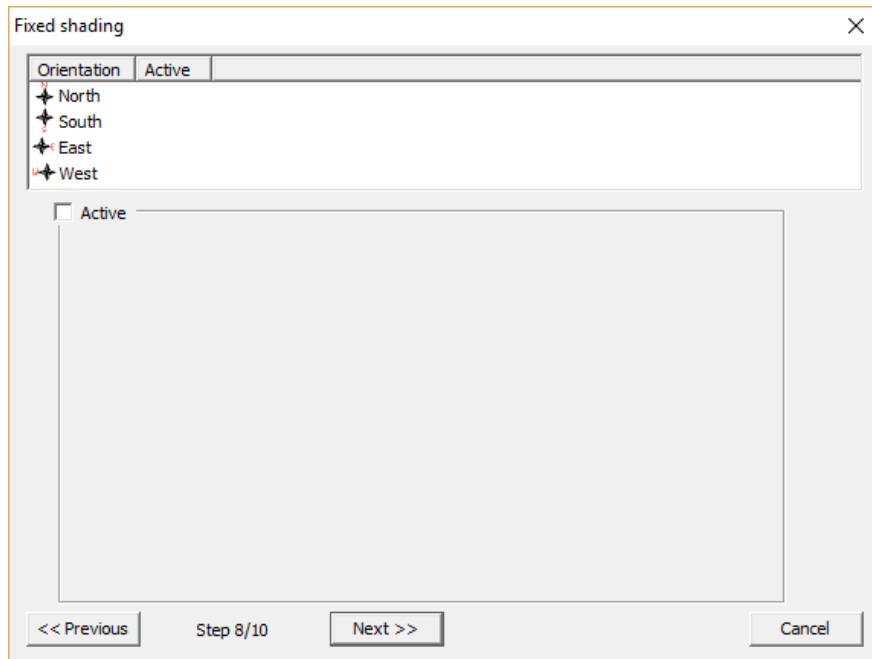 Fixed shading
Orientation Active
N North
S South
E East
W West
Active
<< Previous Step 8/10 Next >> Cancel